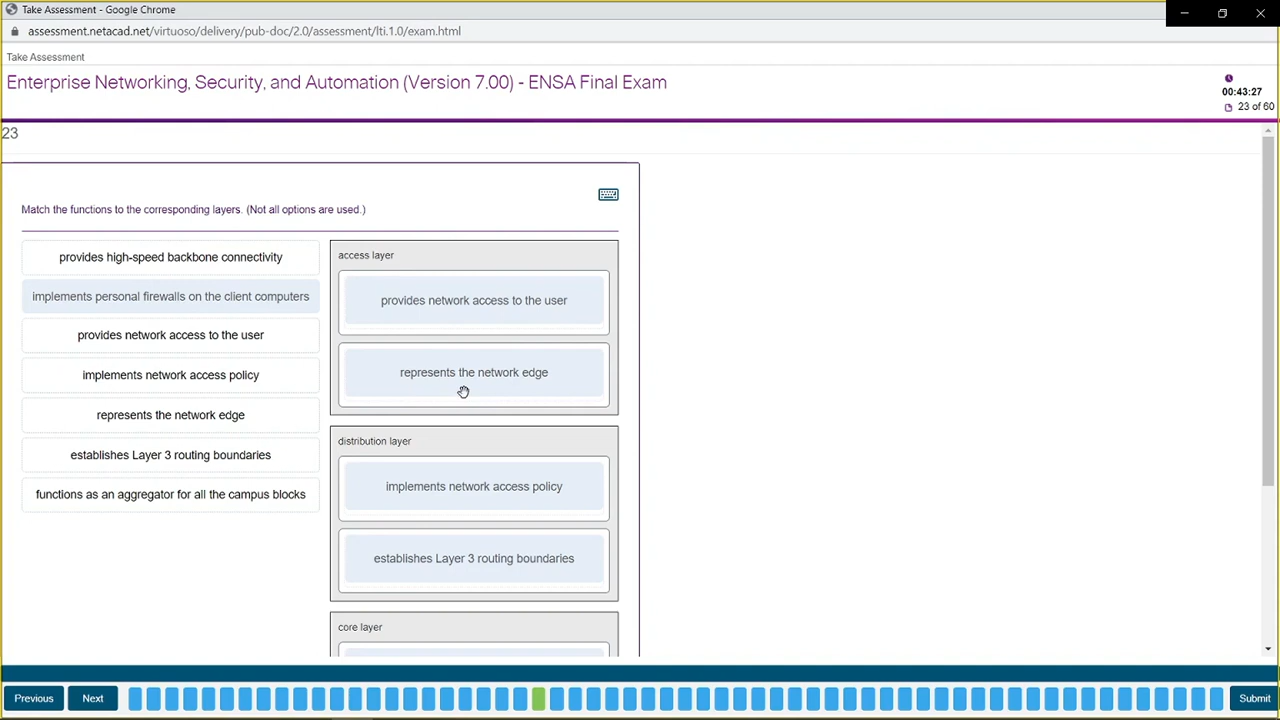 Take Assessment - Google Chrome
assessment.netacad.net/virtuoso/delivery/pub-doc/2.0/assessment/lti.1.0/exam.html
Take Assessment
Enterprise Networking, Security, and Automation (Version 7.00) - ENSA Final Exam
00:43:27
23 of 60
23
Match the functions to the corresponding layers. (Not all options are used.)
provides high-speed backbone connectivity
implements personal firewalls on the client computers
provides network access to the user
implements network access policy
represents the network edge
establishes Layer 3 routing boundaries
functions as an aggregator for all the campus blocks
access layer
provides network access to the user
represents the network edge
distribution layer
implements network access policy
establishes Layer 3 routing boundaries
core layer
Previous
Next
Submit